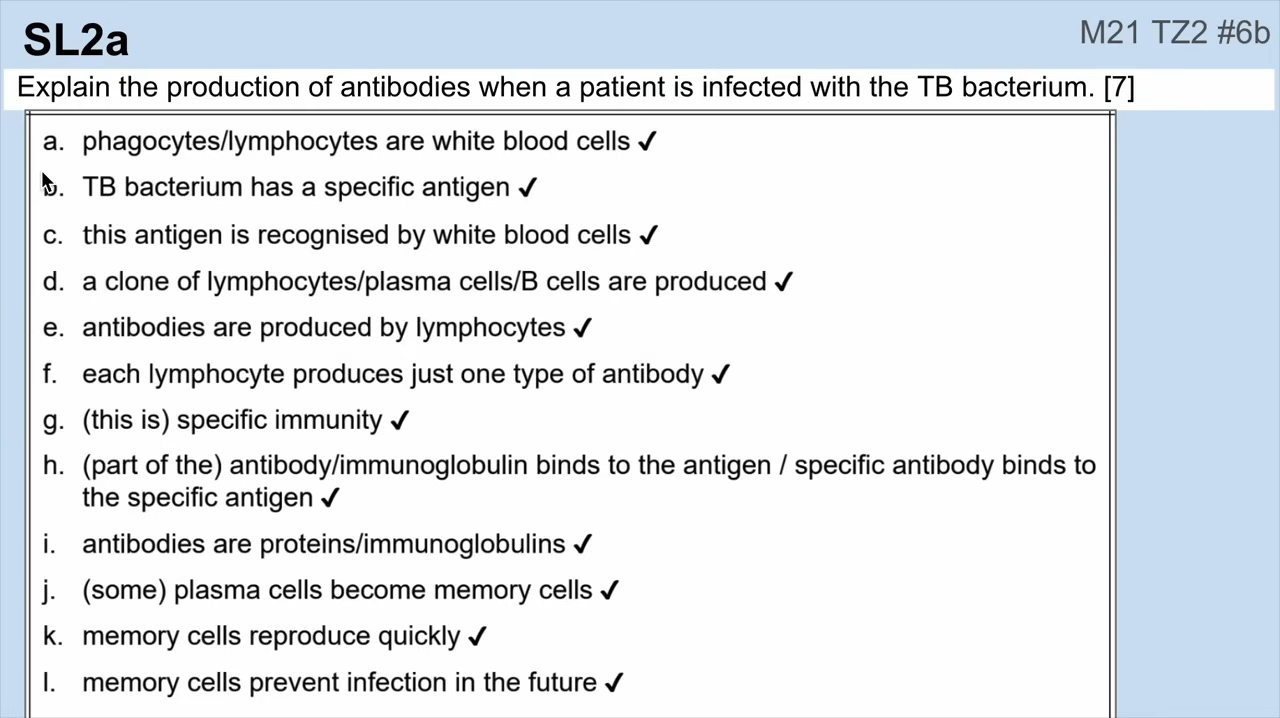 SL2a
M21 TZ2 #6b
Explain the production of antibodies when a patient is infected with the TB bacterium. [7]
a. phagocytes/lymphocytes are white blood cells ✓
b. TB bacterium has a specific antigen ✓
c. this antigen is recognised by white blood cells ✓
d. a clone of lymphocytes/plasma cells/B cells are produced ✓
e. antibodies are produced by lymphocytes ✓
f. each lymphocyte produces just one type of antibody ✓
g. (this is) specific immunity ✓
h. (part of the) antibody/immunoglobulin binds to the antigen / specific antibody binds to
the specific antigen ✓
i. antibodies are proteins/immunoglobulins ✓
j. (some) plasma cells become memory cells ✓
k. memory cells reproduce quickly ✓
l. memory cells prevent infection in the future ✓